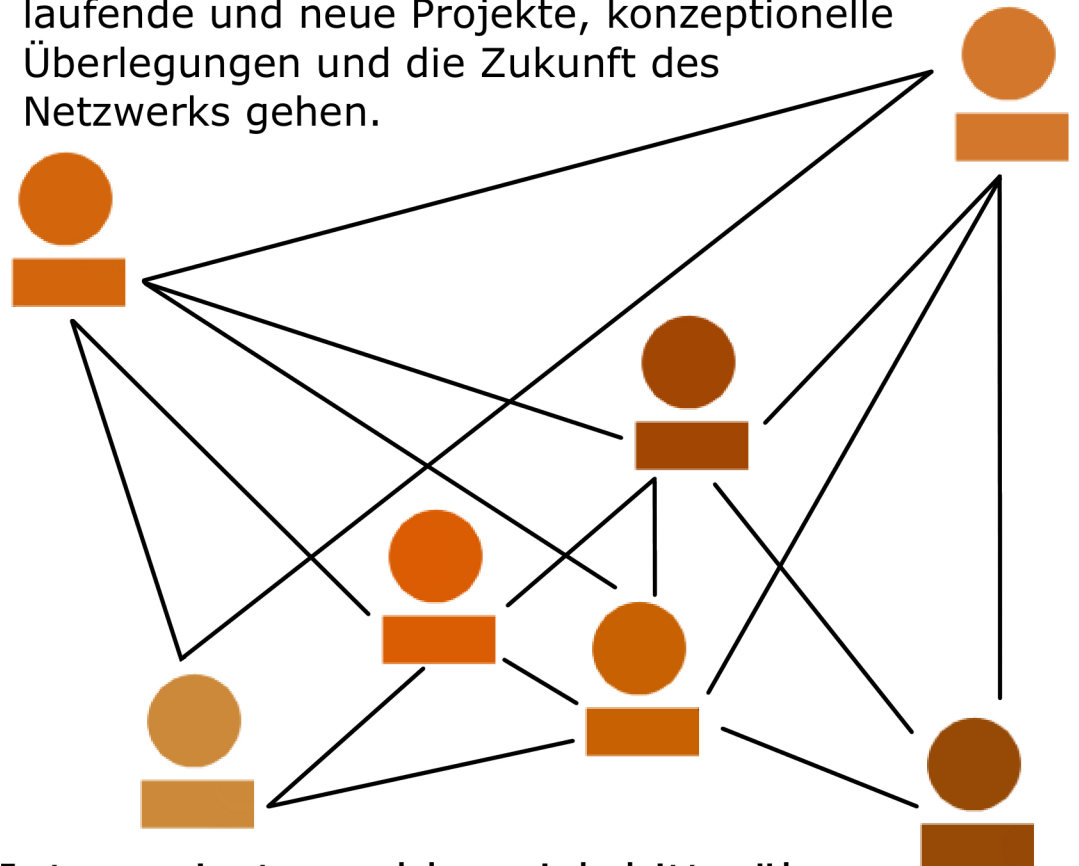 laufende und neue Projekte, konzeptionelle
Überlegungen und die Zukunft des
Netzwerks gehen.